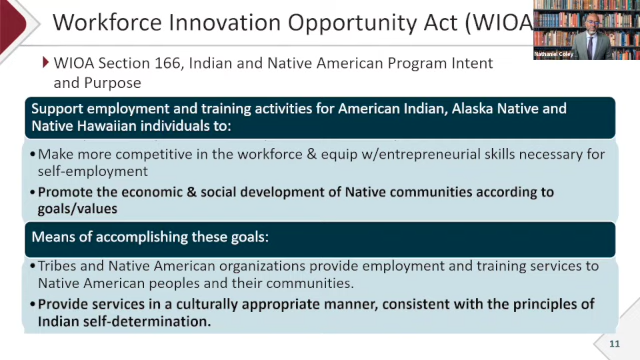 Workforce Innovation Opportunity Act (WIOA
Nathaniel Coley
WIOA Section 166, Indian and Native American Program Intent
and Purpose
Support employment and training activities for American Indian, Alaska Native and
Native Hawaiian individuals to:
•Make more competitive in the workforce & equip w/entrepreneurial skills necessary for
self-employment
•Promote the economic & social development of Native communities according to
goals/values
Means of accomplishing these goals:
•Tribes and Native American organizations provide employment and training services to
Native American peoples and their communities.
•Provide services in a culturally appropriate manner, consistent with the principles of
Indian self-determination.
11